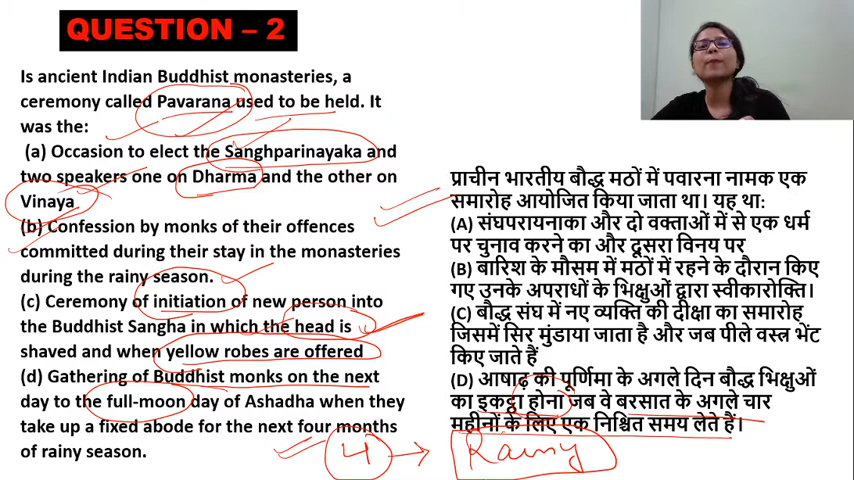 QUESTION – 2
Is ancient Indian Buddhist monasteries, a
ceremony called Pavarana used to be held. It
was the:
(a) Occasion to elect the Sanghparinayaka and
two speakers one on Dharma and the other on
Vinaya
(b) Confession by monks of their offences
committed during their stay in the monasteries
during the rainy season.
(c) Ceremony of initiation of new person into
the Buddhist Sangha in which the head is
shaved and when yellow robes are offered
(d) Gathering of Buddhist monks on the next
day to the full-moon day of Ashadha when they
take up a fixed abode for the next four months
of rainy season.
प्राचीन भारतीय बौद्ध मठों में पवारना नामक एक
समारोह आयोजित किया जाता था। यह था:
(A) संघपरायनाका और दो वक्ताओं में से एक धर्म
पर चुनाव करने का और दूसरा विनय पर
(B) बारिश के मौसम में मठों में रहने के दौरान किए
गए उनके अपराधों के भिक्षुओं द्वारा स्वीकारोक्ति।
(C) बौद्ध संघ में नए व्यक्ति की दीक्षा का समारोह
जिसमें सिर मुंडाया जाता है और जब पीले वस्त्र भेंट
किए जाते हैं
(D) आषाढ़ की पूर्णिमा के अगले दिन बौद्ध भिक्षुओं
का इकट्ठा होना जब वे बरसात के अगले चार
महीनों के लिए एक निश्चित समय लेते हैं।
4 → Rainy